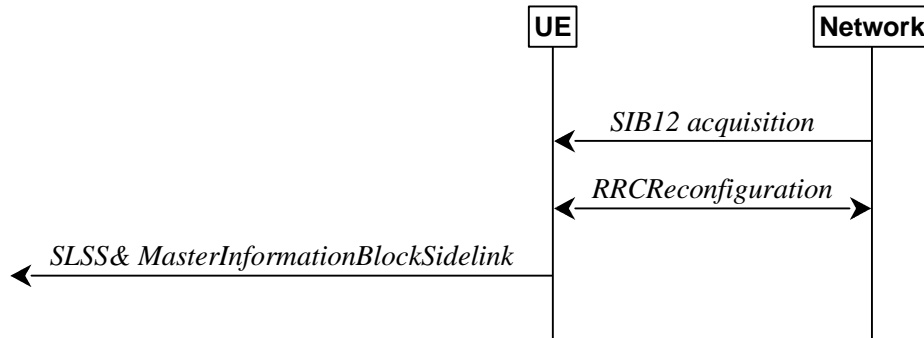 UE
Network
SIB12 acquisition
RRCReconfiguration
SLSS& MasterInformationBlockSidelink